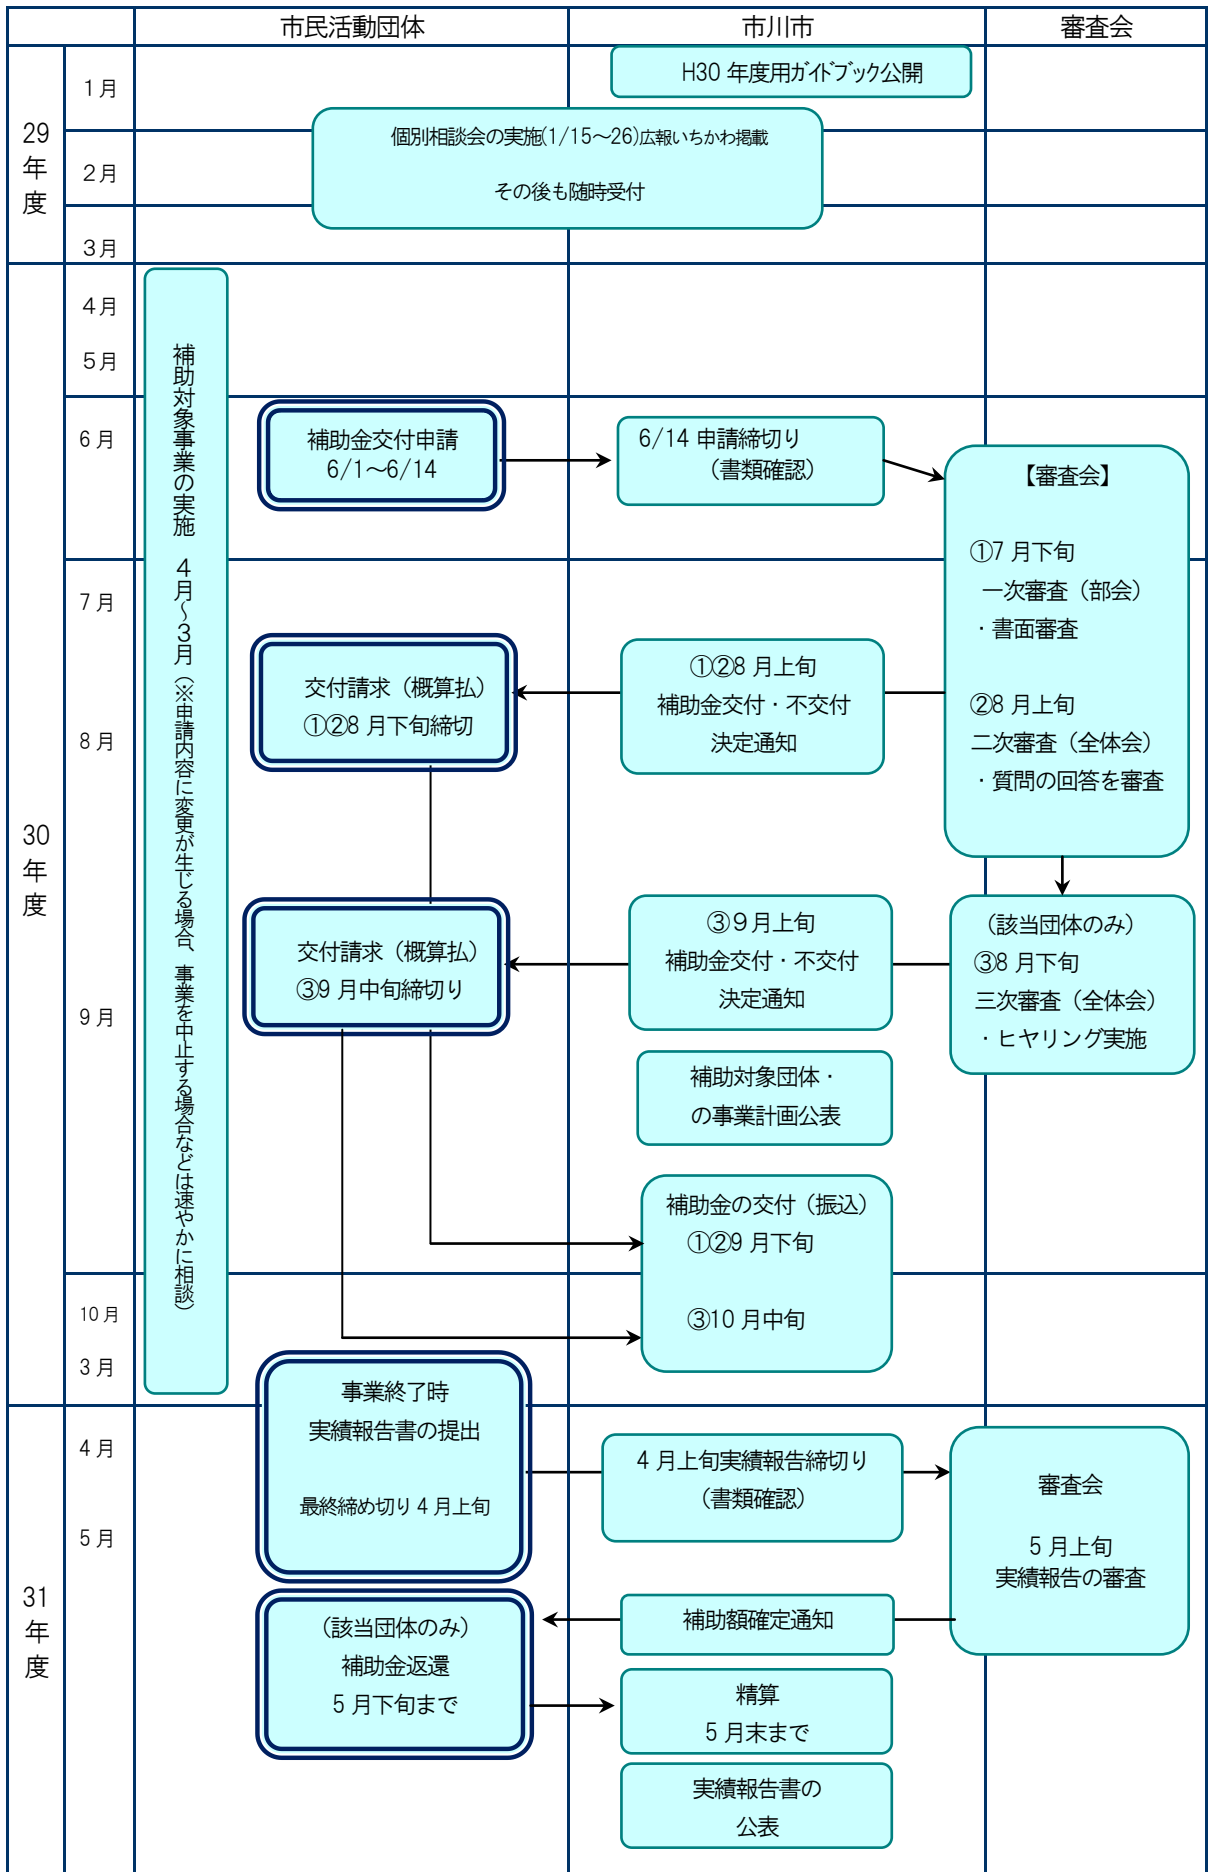 市民活動団体
市川市
審査会
29
年
度
1月
2月
3月
H30 年度用ガイドブック公開
個別相談会の実施(1/15～26)広報いちかわ掲載
その後も随時受付
30
年
度
4月
5月
6月
7月
8月
9月
10月
3月
補助対象事業の実施 4月～3月（※申請内容に変更が生じる場合、事業を中止する場合などは速やかに相談）
補助金交付申請
6/1～6/14
6/14 申請締切り
（書類確認）
【審査会】
①7 月下旬
一次審査（部会）
・書面審査
②8 月上旬
二次審査（全体会）
・質問の回答を審査
①②8 月上旬
補助金交付・不交付
決定通知
交付請求（概算払）
①②8 月下旬締切
（該当団体のみ）
③8 月下旬
三次審査（全体会）
・ヒヤリング実施
③9月上旬
補助金交付・不交付
決定通知
交付請求（概算払）
③9 月中旬締切り
補助対象団体・
の事業計画公表
補助金の交付（振込）
①②9 月下旬
③10 月中旬
31
年
度
4月
5月
事業終了時
実績報告書の提出
最終締め切り 4 月上旬
4 月上旬実績報告締切り
（書類確認）
審査会
5 月上旬
実績報告の審査
補助額確定通知
（該当団体のみ）
補助金返還
5 月下旬まで
精算
5 月末まで
実績報告書の
公表